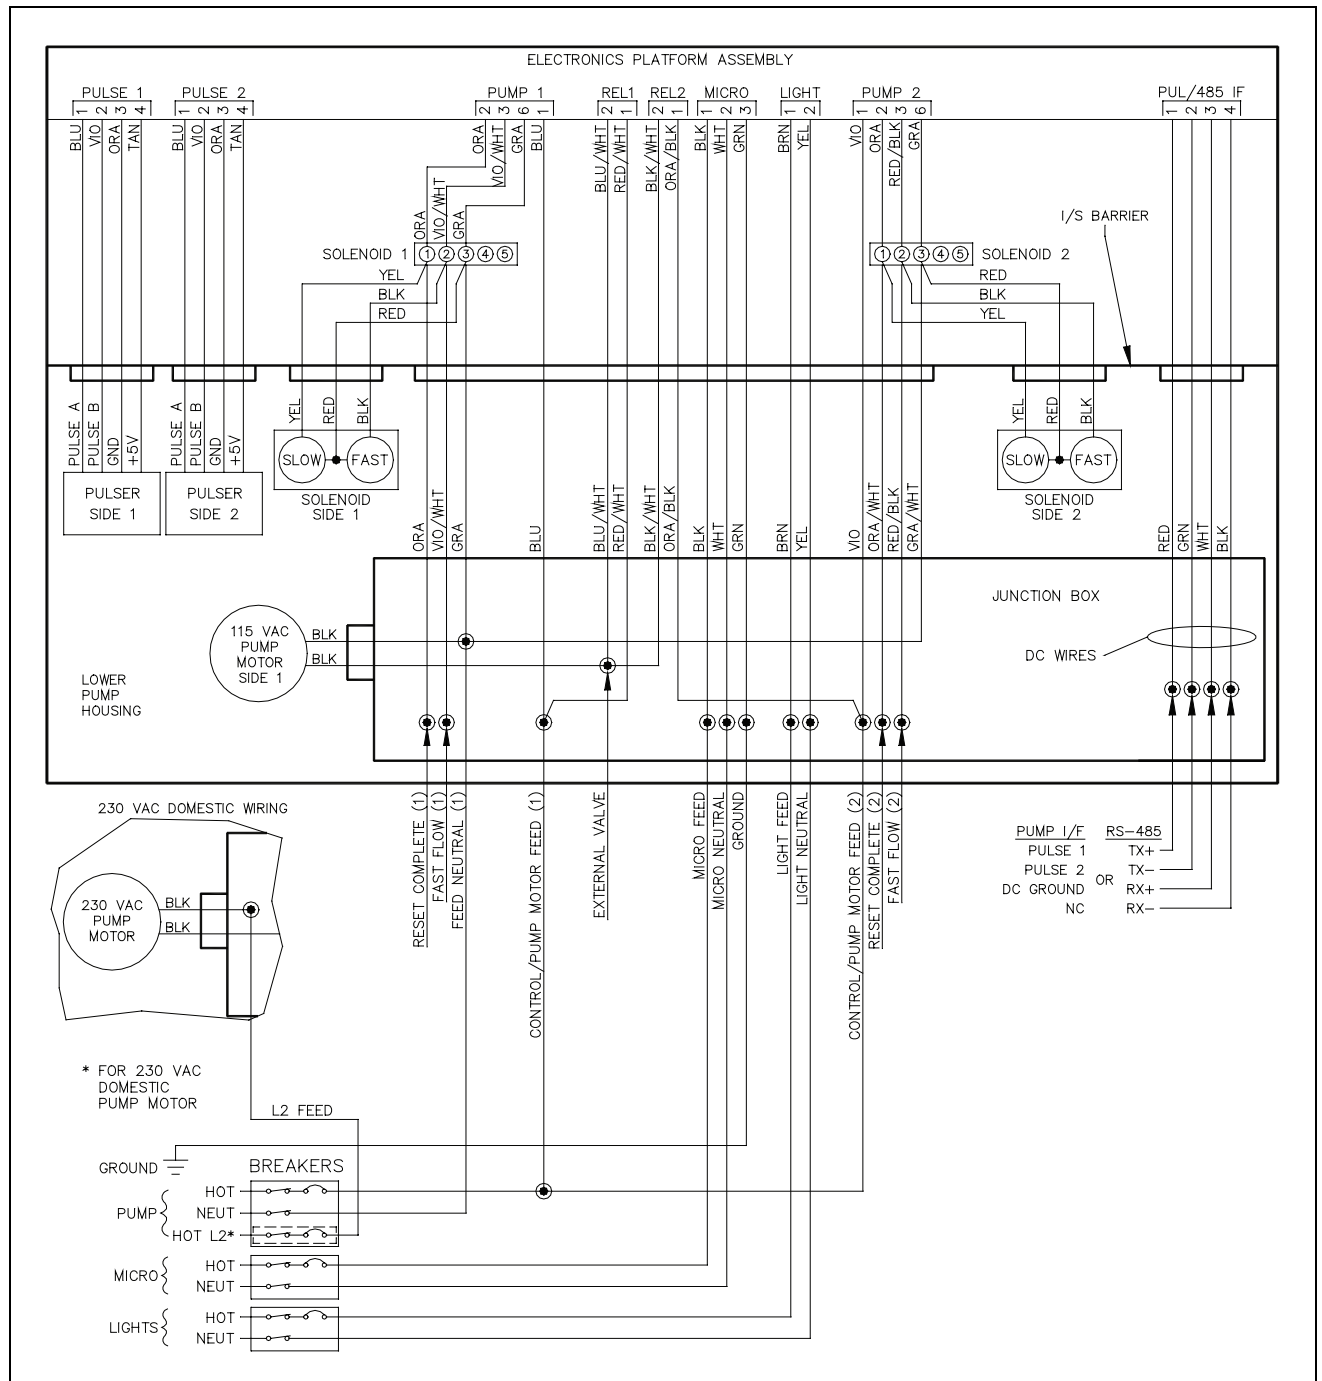 ELECTRONICS PLATFORM ASSEMBLY
PULSE 1
PULSE 2
PUMP 1
REL1
REL2
MICRO
LIGHT
PUMP 2
PUL/485 IF
1 2 3 4
1 2 3 4
2 3 6 1
2 1
2 1
1 2 3
1 2
1 2 3 6
1 2 3 4
BLU
VIO
ORA
TAN
BLU
VIO
ORA
TAN
ORA
VIO/WHT
GRA
BLU
BLU/WHT
RED/WHT
BLK/WHT
ORA/BLK
BLK
WHT
GRN
BRN
YEL
VIO
ORA
RED/BLK
GRA
ORA
VIO/WHT
GRA
I/S BARRIER
SOLENOID 1
1 2 3 4 5
1 2 3 4 5
SOLENOID 2
YEL
BLK
RED
RED
BLK
YEL
PULSE A
PULSE B
GND
+5V
PULSE A
PULSE B
GND
+5V
YEL
RED
BLK
YEL
RED
BLK
SLOW
FAST
SLOW
FAST
PULSER
SIDE 1
PULSER
SIDE 2
SOLENOID
SIDE 1
SOLENOID
SIDE 2
ORA
VIO/WHT
GRA
BLU
BLU/WHT
RED/WHT
BLK/WHT
ORA/BLK
BLK
WHT
GRN
BRN
YEL
VIO
ORA/WHT
RED/BLK
GRA/WHT
RED
GRN
WHT
BLK
JUNCTION BOX
115 VAC
PUMP
MOTOR
SIDE 1
BLK
BLK
DC WIRES
LOWER
PUMP
HOUSING
230 VAC DOMESTIC WIRING
RESET COMPLETE (1)
FAST FLOW (1)
FEED NEUTRAL (1)
CONTROL/PUMP MOTOR FEED (1)
EXTERNAL VALVE
MICRO FEED
MICRO NEUTRAL
GROUND
LIGHT FEED
LIGHT NEUTRAL
CONTROL/PUMP MOTOR FEED (2)
RESET COMPLETE (2)
FAST FLOW (2)
PUMP I/F RS-485
PULSE 1 TX+
PULSE 2 TX-
OR
DC GROUND RX+
NC RX-
230 VAC
PUMP
MOTOR
BLK
BLK
* FOR 230 VAC
DOMESTIC
PUMP MOTOR
L2 FEED
GROUND
BREAKERS
PUMP
HOT
NEUT
HOT L2*
MICRO
HOT
NEUT
LIGHTS
HOT
NEUT